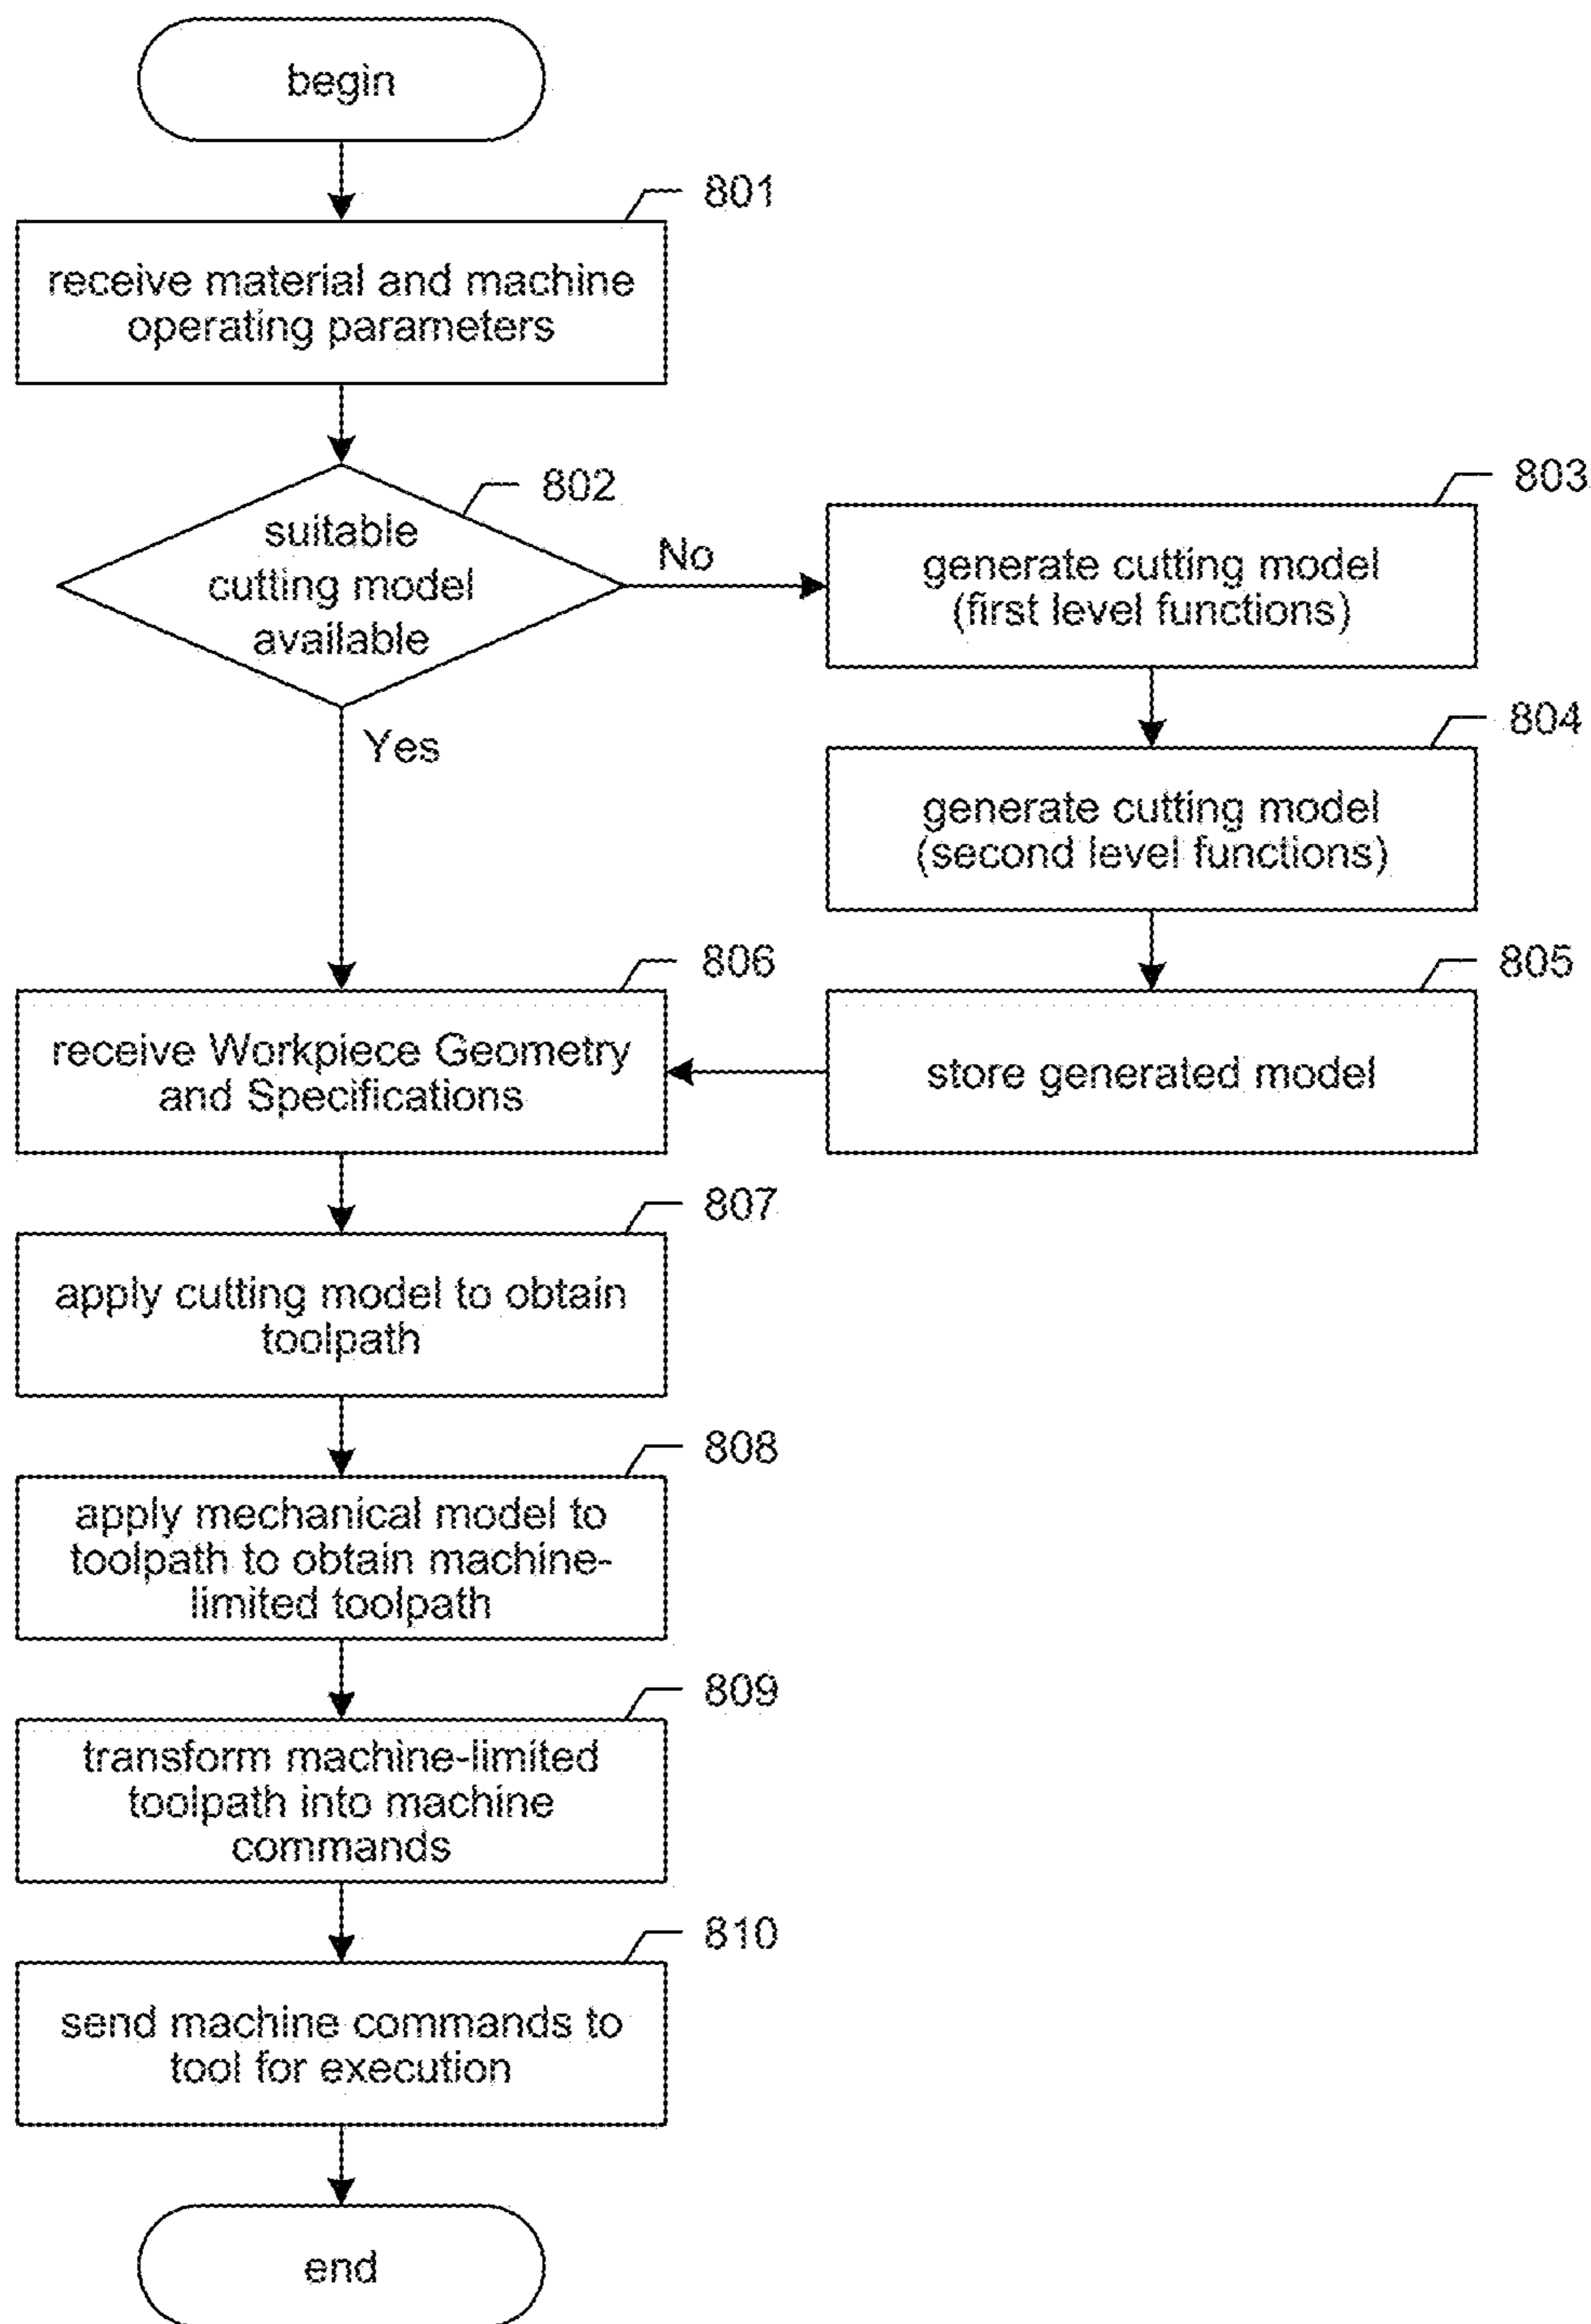 begin
801
receive material and machine
operating parameters
802
suitable
cutting model
available
No
Yes
803
generate cutting model
(first level functions)
804
generate cutting model
(second level functions)
805
store generated model
806
receive Workpiece Geometry
and Specifications
807
apply cutting model to obtain
toolpath
808
apply mechanical model to
toolpath to obtain machine-
limited toolpath
809
transform machine-limited
toolpath into machine
commands
810
send machine commands to
tool for execution
end